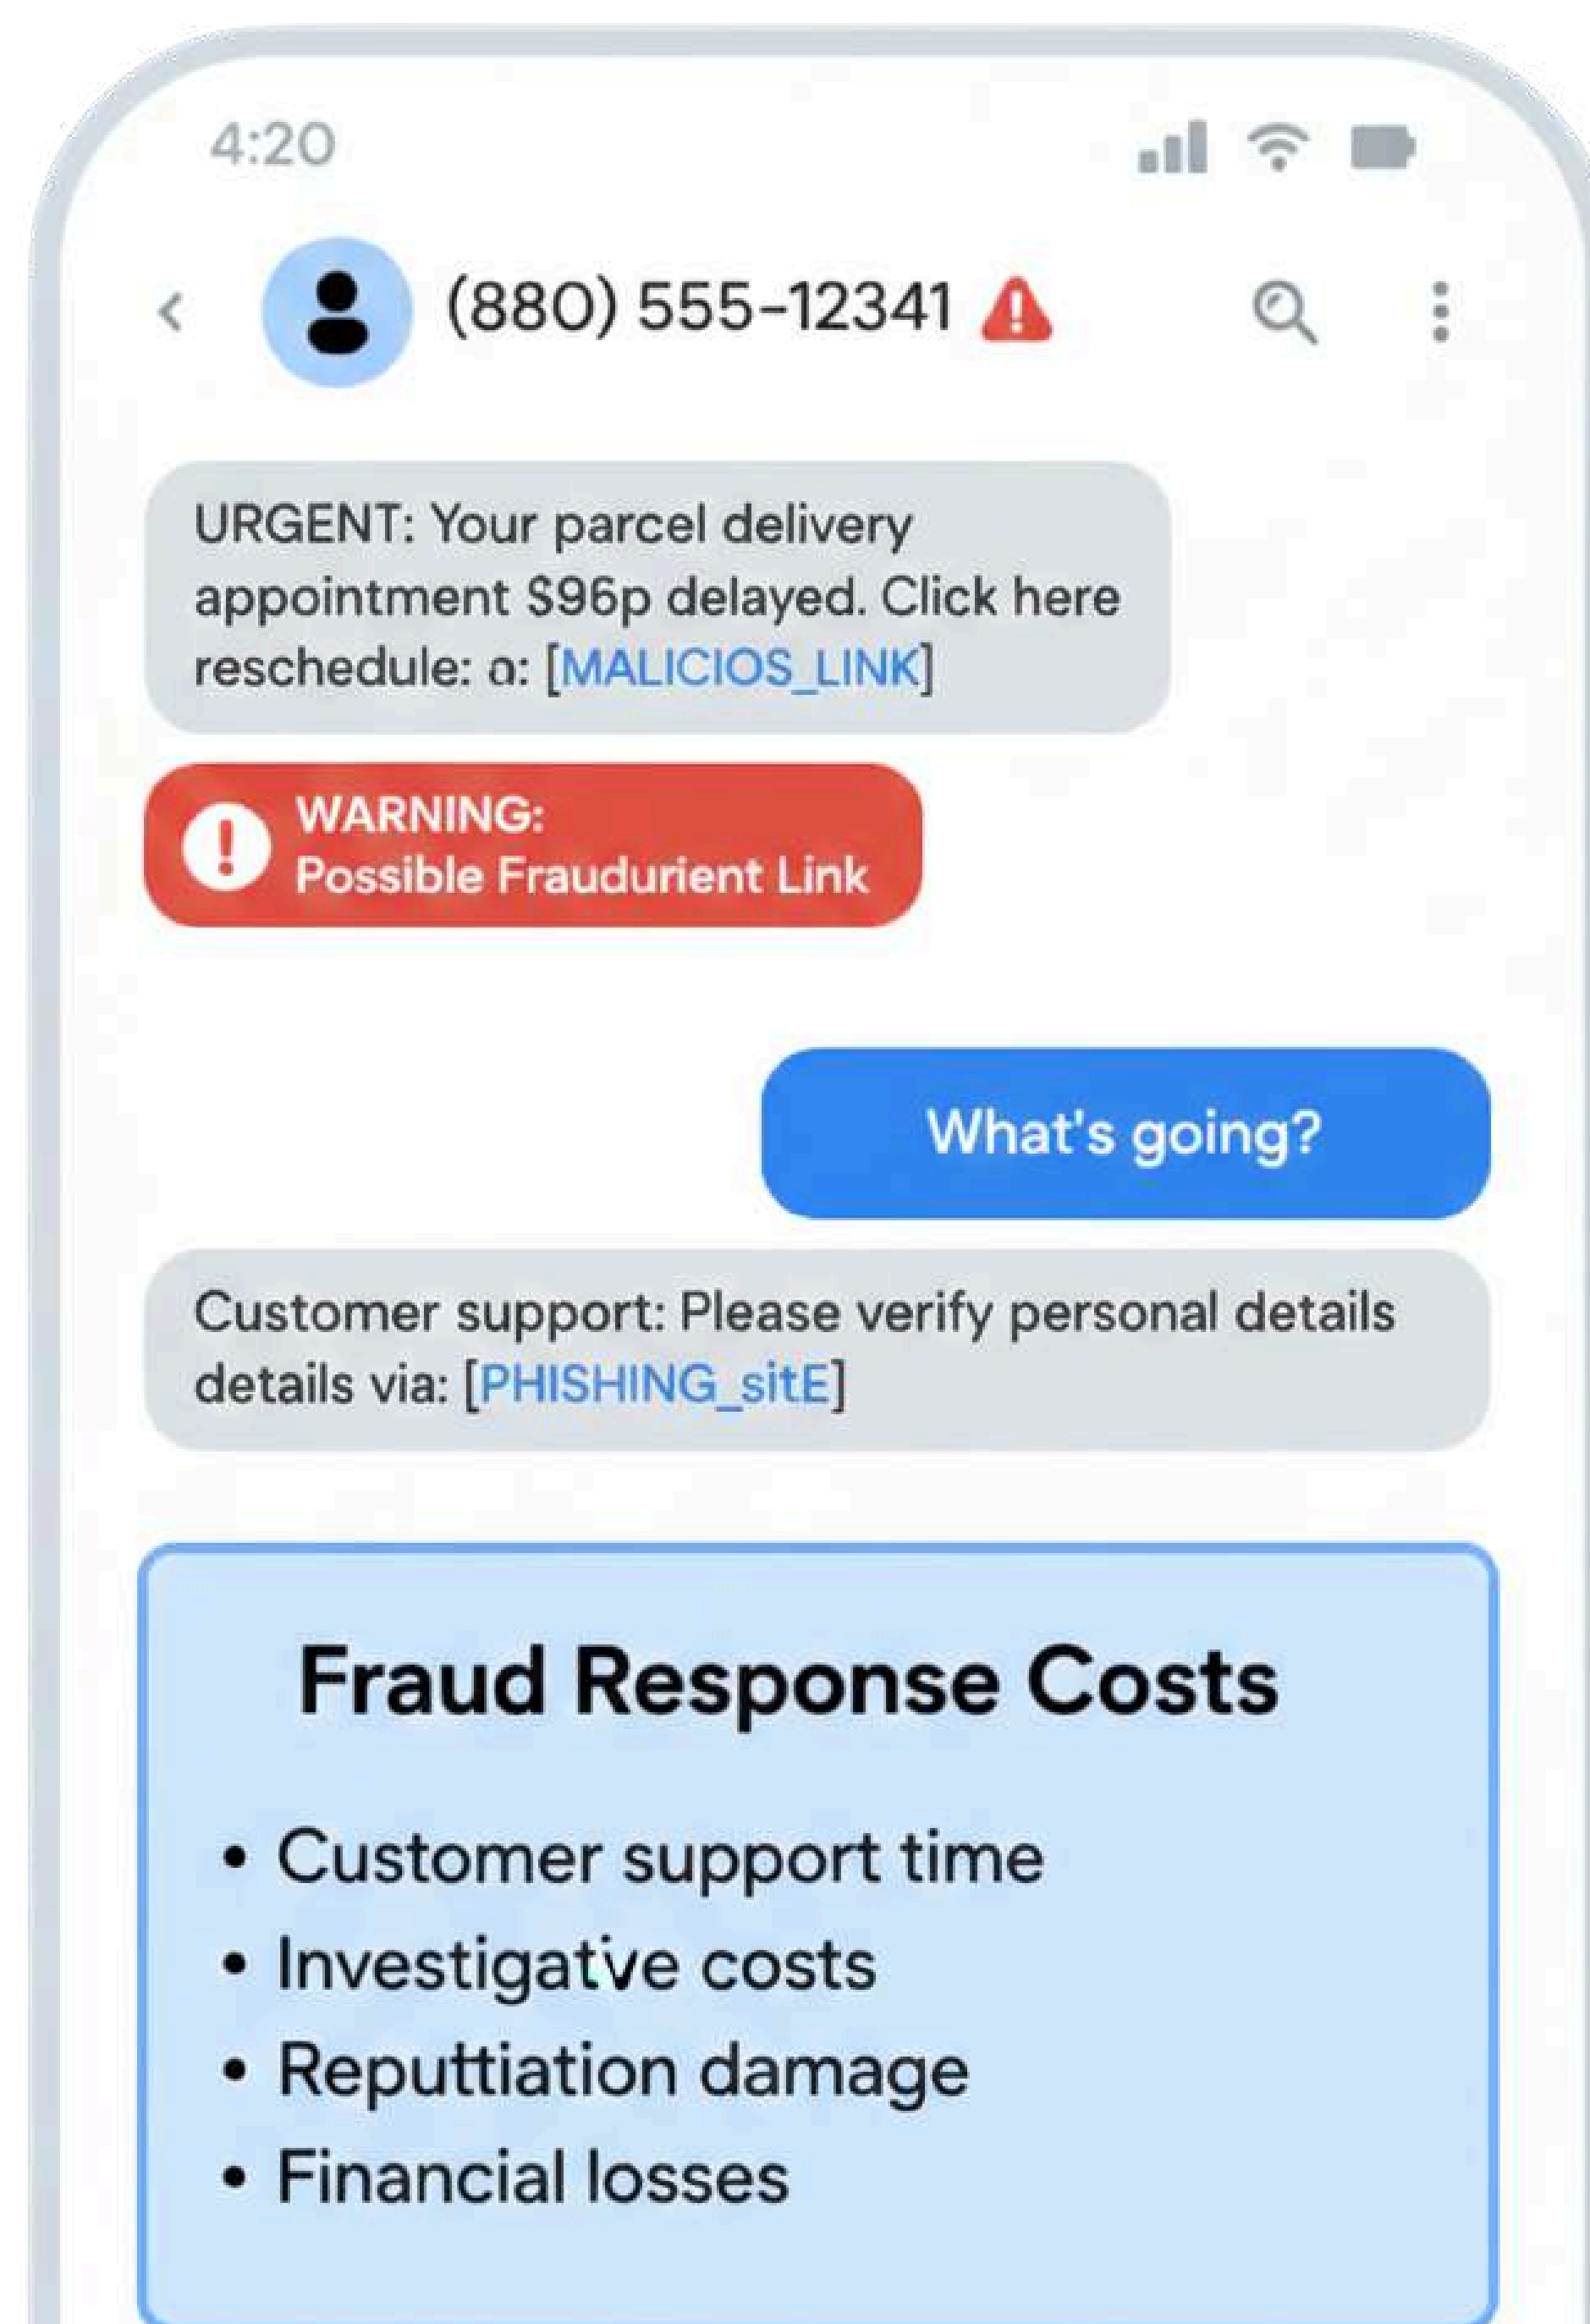 4:20
(880) 555-12341
URGENT: Your parcel delivery
appointment $96p delayed. Click here
reschedule: o: [MALICIOS_LINK]
WARNING:
Possible Fraudurient Link
What's going?
Customer support: Please verify personal details
details via: [PHISHING_sitE]
Fraud Response Costs
• Customer support time
• Investigative costs
• Reputtiation damage
• Financial losses